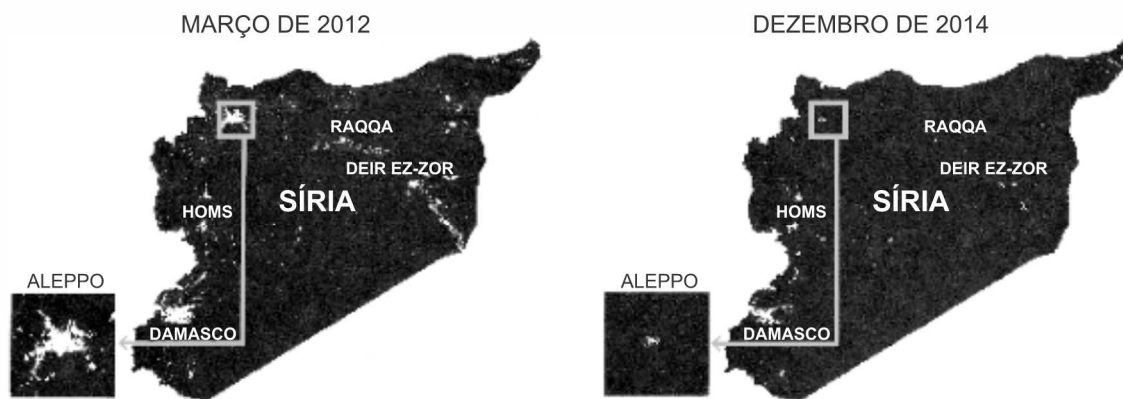 MARÇO DE 2012
RAQQA
DEIR EZ-ZOR
SÍRIA
HOMS
ALEPPO
DAMASCO
DEZEMBRO DE 2014
RAQQA
DEIR EZ-ZOR
SÍRIA
HOMS
ALEPPO
DAMASCO